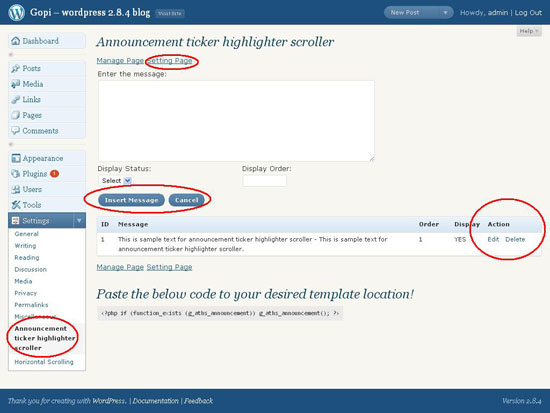 Gopi – wordpress 2.8.4 blog
Visit Site
New Post
Howdy, admin | Log Out
Help
Dashboard
Posts
Media
Links
Pages
Comments
Appearance
Plugins 1
Users
Tools
Settings
General
Writing
Reading
Discussion
Media
Privacy
Permalinks
Miscellaneous
Announcement
ticker highlighter
scroller
Horizontal Scrolling
Announcement ticker highlighter scroller
Manage Page Setting Page
Enter the message:
Display Status: Display Order:
Select
Insert Message Cancel
ID Message Order Display Action
1 This is sample text for announcement ticker highlighter scroller - This is sample text for 1 YES Edit Delete
announcement ticker highlighter scroller.
Manage Page Setting Page
Paste the below code to your desired template location!
<?php if (function_exists (g_aths_announcement)) g_aths_announcement(); ?>
Thank you for creating with WordPress. | Documentation | Feedback
Version 2.8.4